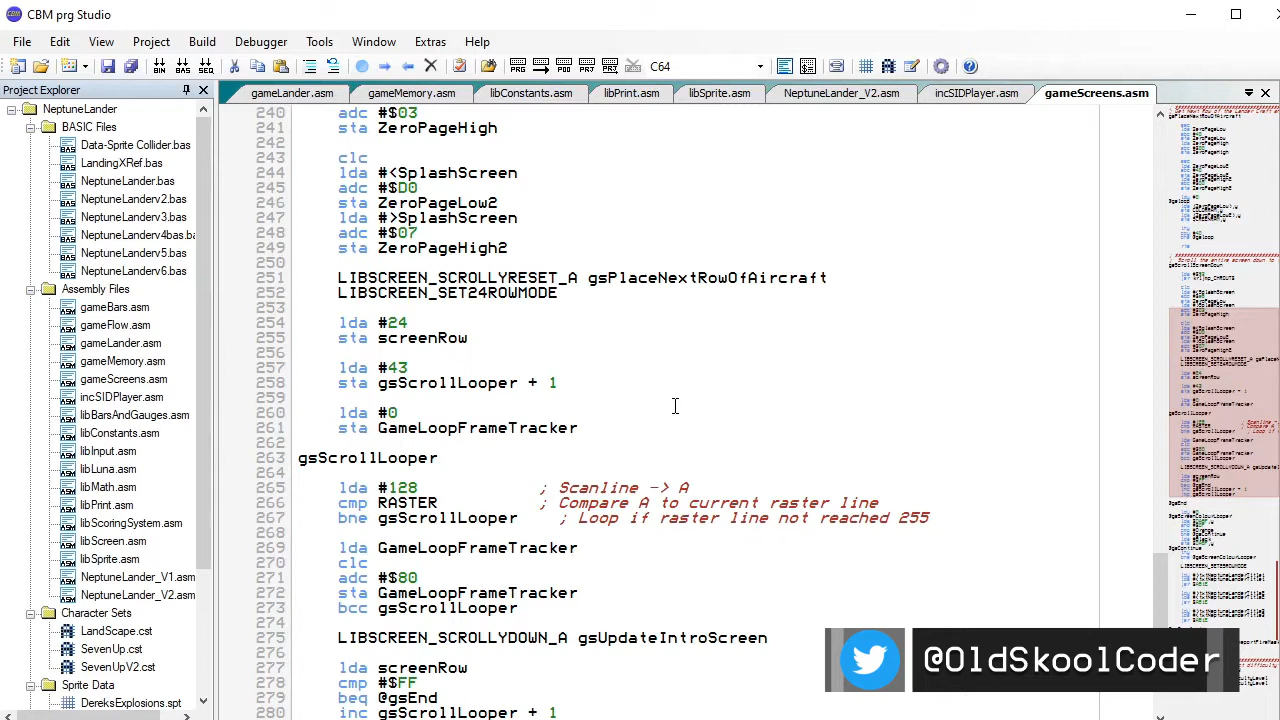 CBM prg Studio
File Edit View Project Build Debugger Tools Window Extras Help
C64
Project Explorer
gameLander.asm gameMemory.asm libConstants.asm libPrint.asm libSprite.asm NeptuneLander_V2.asm incSIDPlayer.asm gameScreens.asm
NeptuneLander
BASIC Files
Data-Sprite Collider.bas
LandingXRef.bas
NeptuneLander.bas
NeptuneLanderv2.bas
NeptuneLanderv3.bas
NeptuneLanderv4bas.ba
NeptuneLanderv5.bas
NeptuneLanderv6.bas
Assembly Files
gameBars.asm
gameFlow.asm
gameLander.asm
gameMemory.asm
gameScreens.asm
incSIDPlayer.asm
libBarsAndGauges.asm
libConstants.asm
libInput.asm
libLuna.asm
libMath.asm
libPrint.asm
libScoringSystem.asm
libScreen.asm
libSprite.asm
NeptuneLander_V1.asm
NeptuneLander_V2.asm
Character Sets
LandScape.cst
SevenUp.cst
SevenUpV2.cst
Sprite Data
240 adc #$03
241 sta ZeroPageHigh
242
243 clc
244 lda #<SplashScreen
245 adc #$D0
246 sta ZeroPageLow2
247 lda #>SplashScreen
248 adc #$07
249 sta ZeroPageHigh2
250
251 LIBSCREEN_SCROLLYRESET_A gsPlaceNextRowOfAircraft
252 LIBSCREEN_SET24ROWMODE
253
254 lda #24
255 sta screenRow
256
257 lda #43
258 sta gsScrollLooper + 1
259
260 lda #0
261 sta GameLoopFrameTracker
262
263 gsScrollLooper
264
265 lda #128 ; Scanline -> A
266 cmp RASTER ; Compare A to current raster line
267 bne gsScrollLooper ; Loop if raster line not reached 255
268
269 lda GameLoopFrameTracker
270 clc
271 adc #$80
272 sta GameLoopFrameTracker
273 bcc gsScrollLooper
274
275 LIBSCREEN_SCROLLYDOWN_A gsUpdateIntroScreen
276
277 lda screenRow
278 cmp #$FF
279 beq @gsEnd
280 inc gsScrollLooper + 1
@OldSkoolCoder